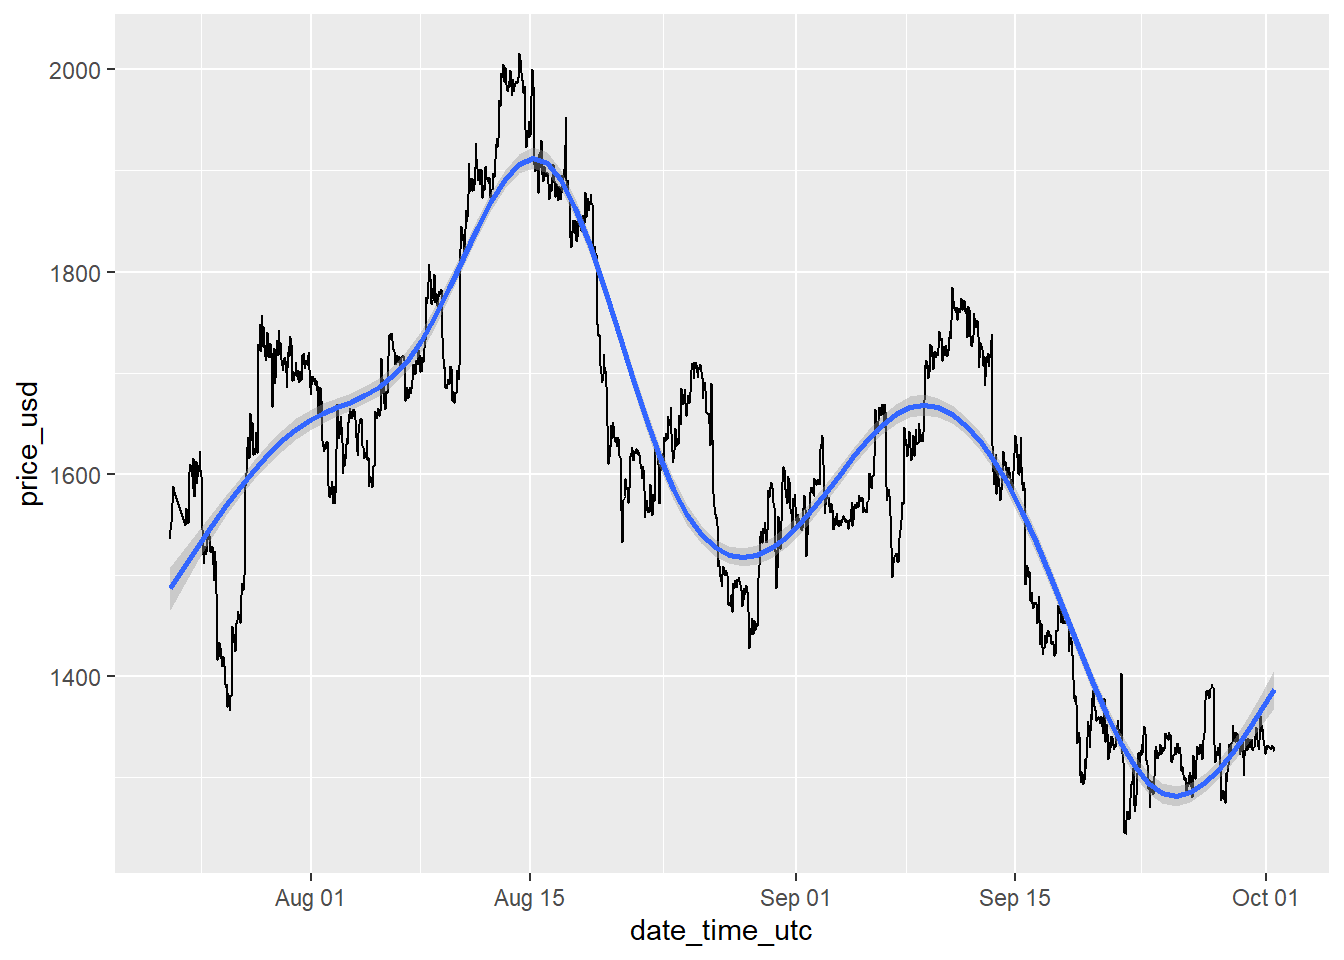 2000
1800
1600
1400
price_usd
Aug 01
Aug 15
Sep 01
Sep 15
Oct 01
date_time_utc